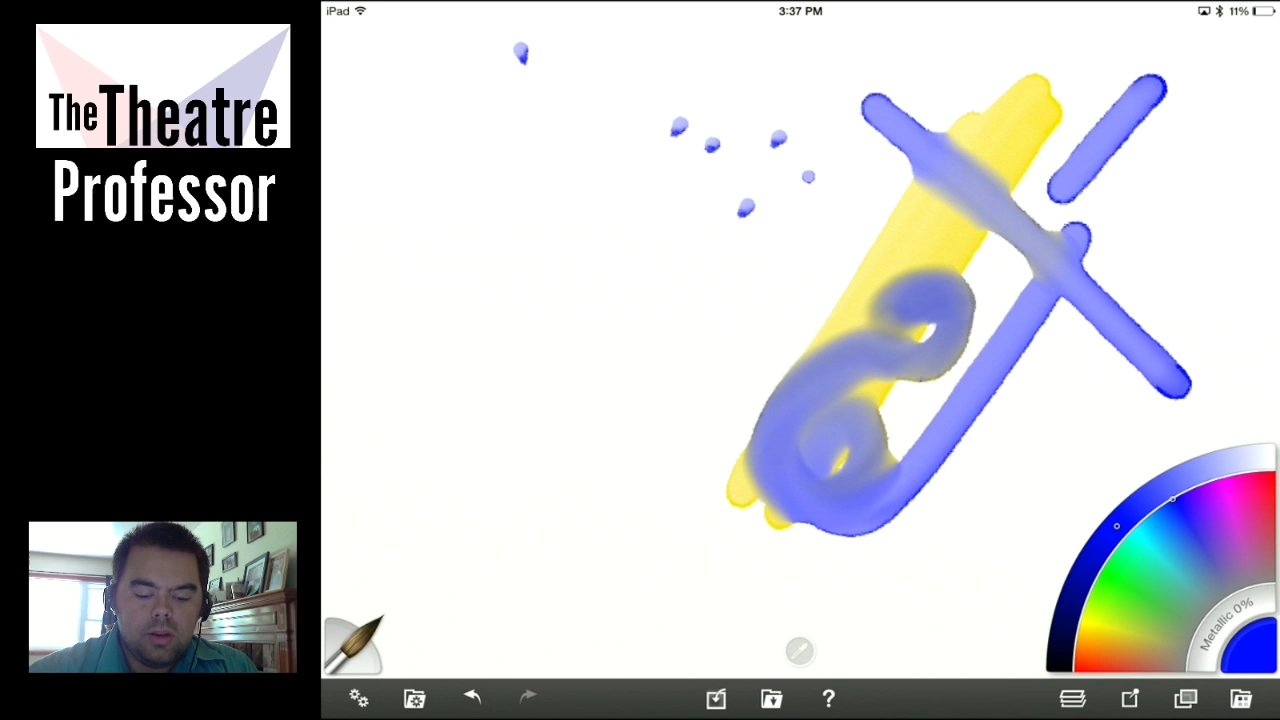 The Theatre
Professor
iPad
3:37 PM
11%
Metallic 0%
?